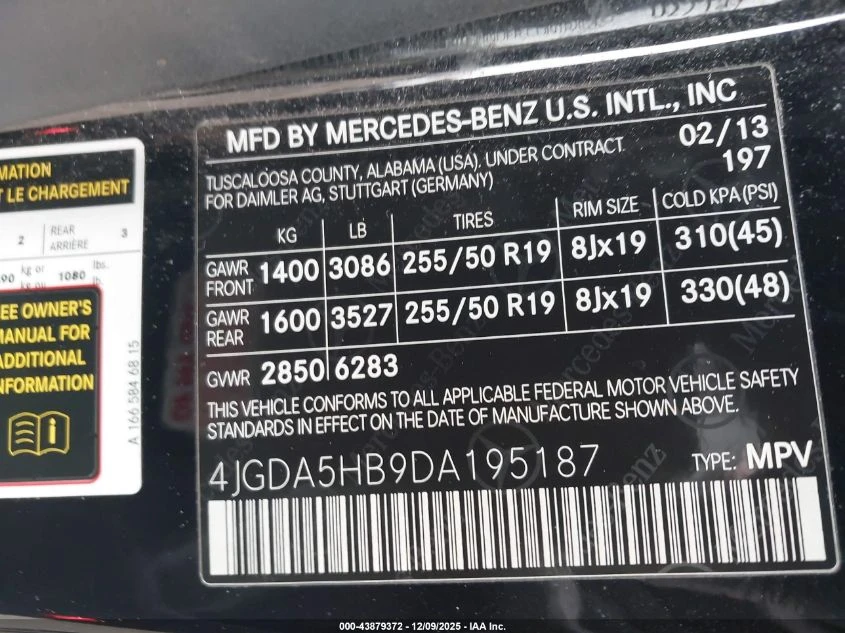 MFD BY MERCEDES-BENZ U.S. INTL., INC
TUSCALOOSA COUNTY, ALABAMA (USA). UNDER CONTRACT 02/13
FOR DAIMLER AG, STUTTGART (GERMANY) 197
KG LB TIRES RIM SIZE COLD KPA (PSI)
GAWR FRONT 1400 3086 255/50 R19 8Jx19 310(45)
GAWR REAR 1600 3527 255/50 R19 8Jx19 330(48)
GVWR 2850 6283
THIS VEHICLE CONFORMS TO ALL APPLICABLE FEDERAL MOTOR VEHICLE SAFETY
STANDARDS IN EFFECT ON THE DATE OF MANUFACTURE SHOWN ABOVE.
4JGDA5HB9DA195187 TYPE: MPV
LE CHARGEMENT
2 REAR 3
ARRIÈRE
kg or 1080 lbs.
OWNER'S
MANUAL FOR
ADDITIONAL
INFORMATION
A 166 584 68 15
000-43879372 - 12/09/2025 - IAA Inc.